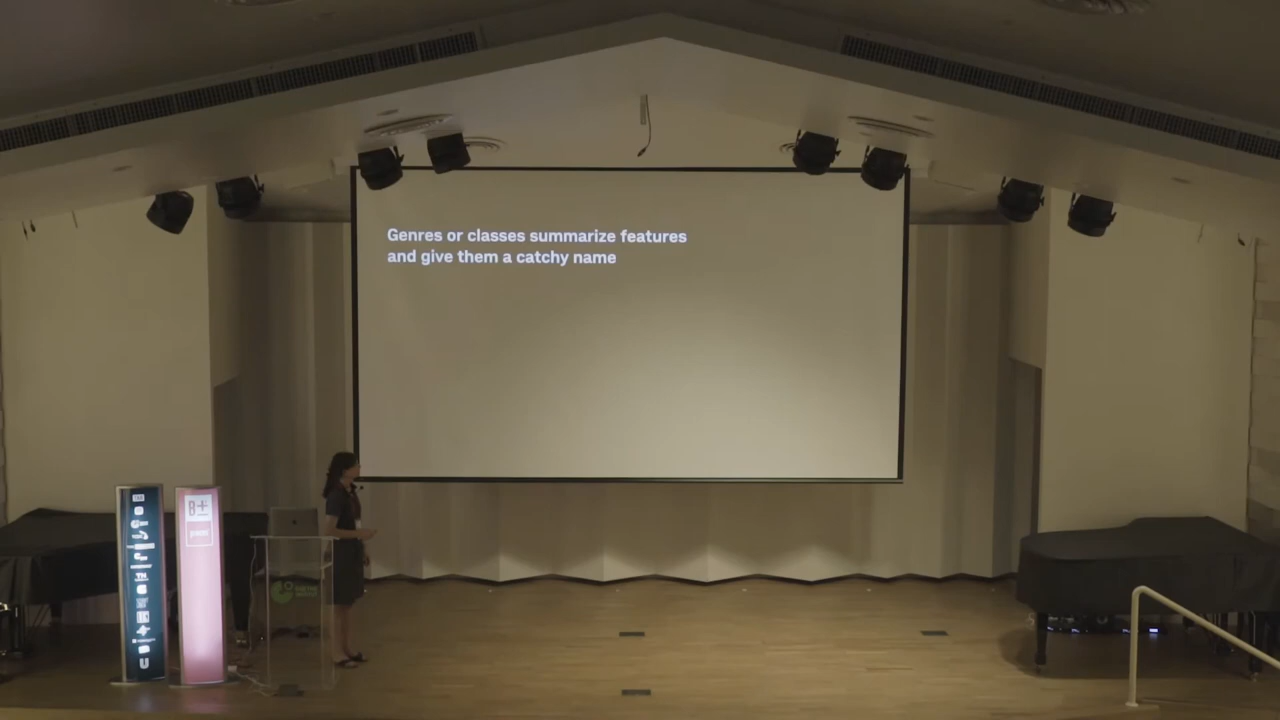 Genres or classes summarize features
and give them a catchy name
B+